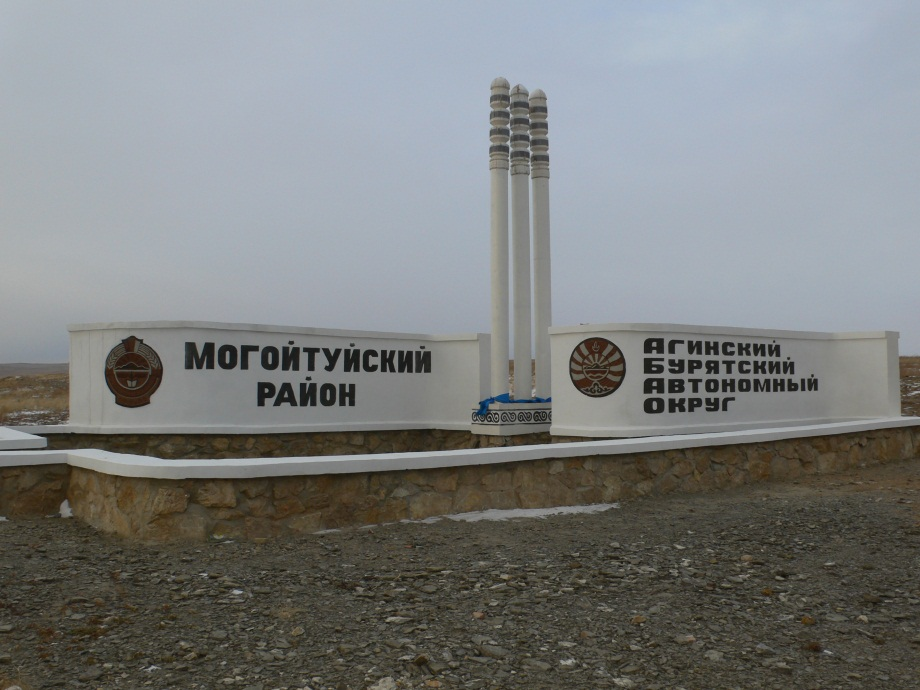 МОГОЙТУЙСКИЙ
РАЙОН
АГИНСКИЙ
БУРЯТСКИЙ
АВТОНОМНЫЙ
ОКРУГ